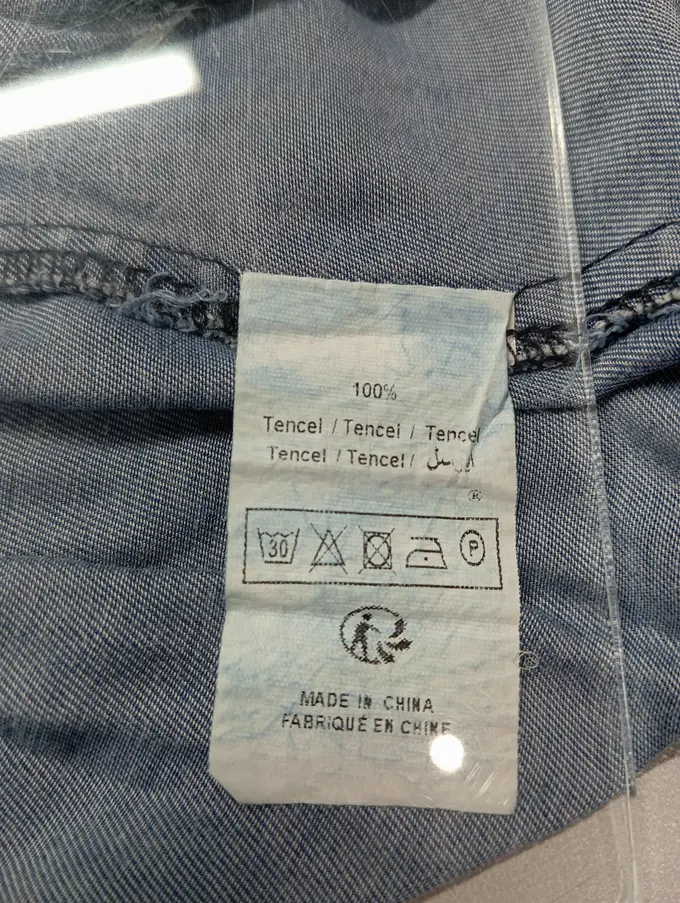 100%
Tencel / Tencel / Tencel
Tencel / Tencel /
®
30
P
MADE IN CHINA
FABRIQUÉ EN CHINE